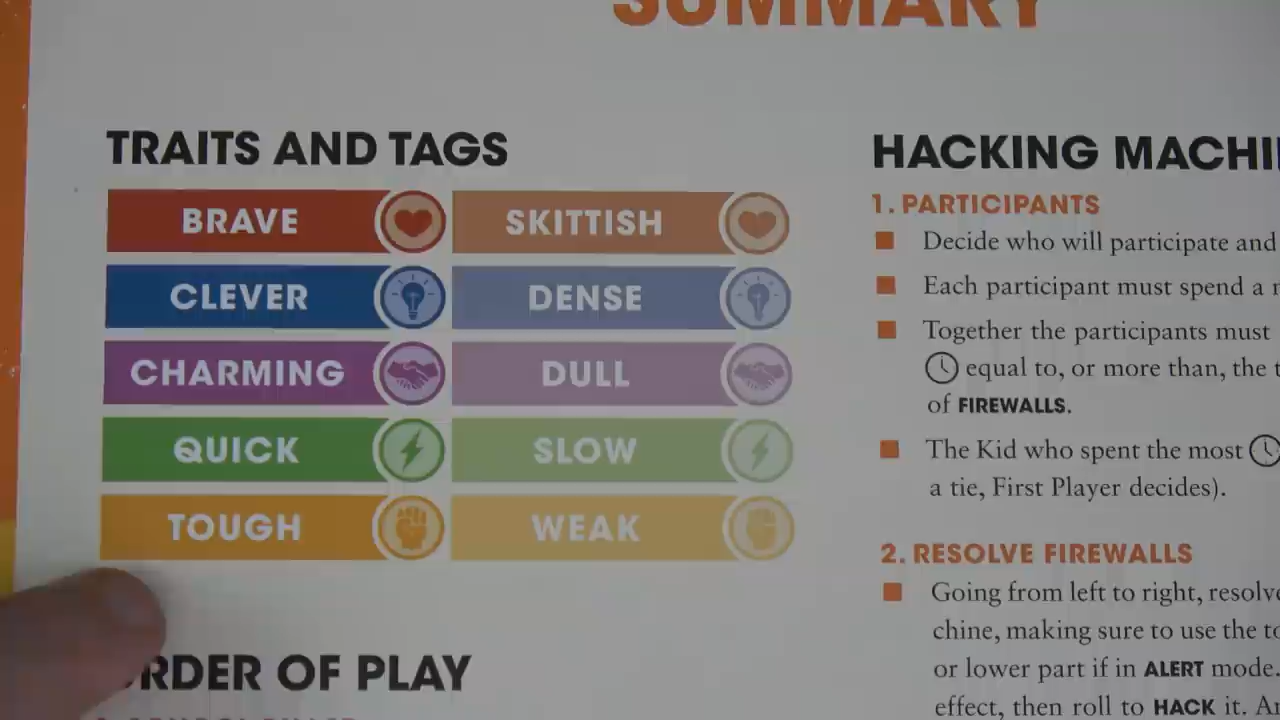 SUMMARY
TRAITS AND TAGS
BRAVE SKITTISH
CLEVER DENSE
CHARMING DULL
QUICK SLOW
TOUGH WEAK
RDER OF PLAY
HACKING MACHI
1. PARTICIPANTS
Decide who will participate and
Each participant must spend a
Together the participants must
equal to, or more than, the
of FIREWALLS.
The Kid who spent the most
a tie, First Player decides).
2. RESOLVE FIREWALLS
Going from left to right, resolve
chine, making sure to use the
or lower part if in ALERT mode.
effect, then roll to HACK it.